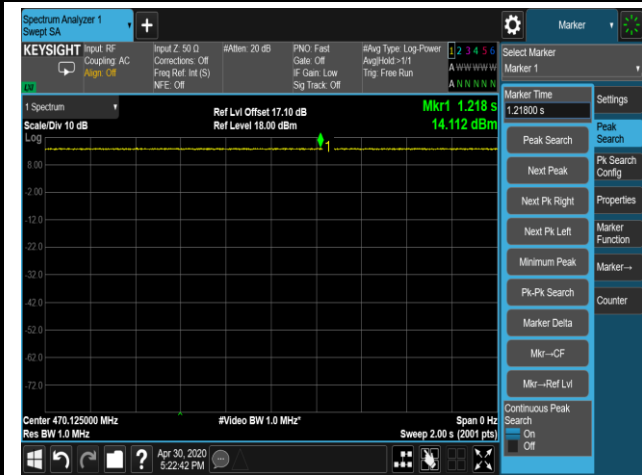 Spectrum Analyzer 1
Swept SA
+
Marker
KEYSIGHT
Input: RF
Coupling: AC
Align: Off
Input Z: 50 Ω
Corrections: Off
Freq Ref: Int (S)
NFE: Off
#Atten: 20 dB
PNO: Fast
Gate: Off
IF Gain: Low
Sig Track: Off
#Avg Type: Log-Power
Avg|Hold:>1/1
Trig: Free Run
1 2 3 4 5 6
A W W W W W
A N N N N N
Select Marker
Marker 1
1 Spectrum
Scale/Div 10 dB
Log
Ref Lvl Offset 17.10 dB
Ref Level 18.00 dBm
Mkr1 1.218 s
14.112 dBm
1
8.00
-2.00
-12.0
-22.0
-32.0
-42.0
-52.0
-62.0
-72.0
Center 470.125000 MHz
Res BW 1.0 MHz
#Video BW 1.0 MHz*
Span 0 Hz
Sweep 2.00 s (2001 pts)
Marker Time
1.21800 s
Peak Search
Next Peak
Next Pk Right
Next Pk Left
Minimum Peak
Pk-Pk Search
Marker Delta
Mkr→CF
Mkr→Ref Lvl
Continuous Peak
Search
On
Off
Settings
Peak
Search
Pk Search
Config
Properties
Marker
Function
Marker→
Counter
?
Apr 30, 2020
5:22:42 PM